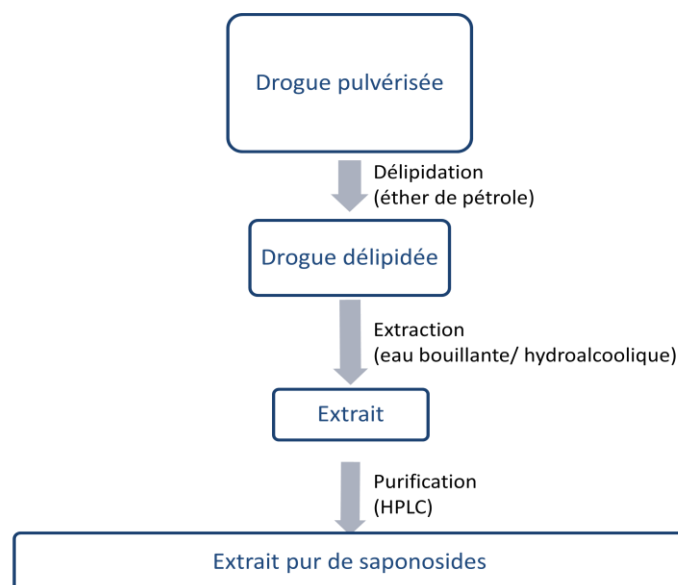 Drogue pulvérisée
Délipidation
(éther de pétrole)
Drogue délipidée
Extraction
(eau bouillante/ hydroalcoolique)
Extrait
Purification
(HPLC)
Extrait pur de saponosides